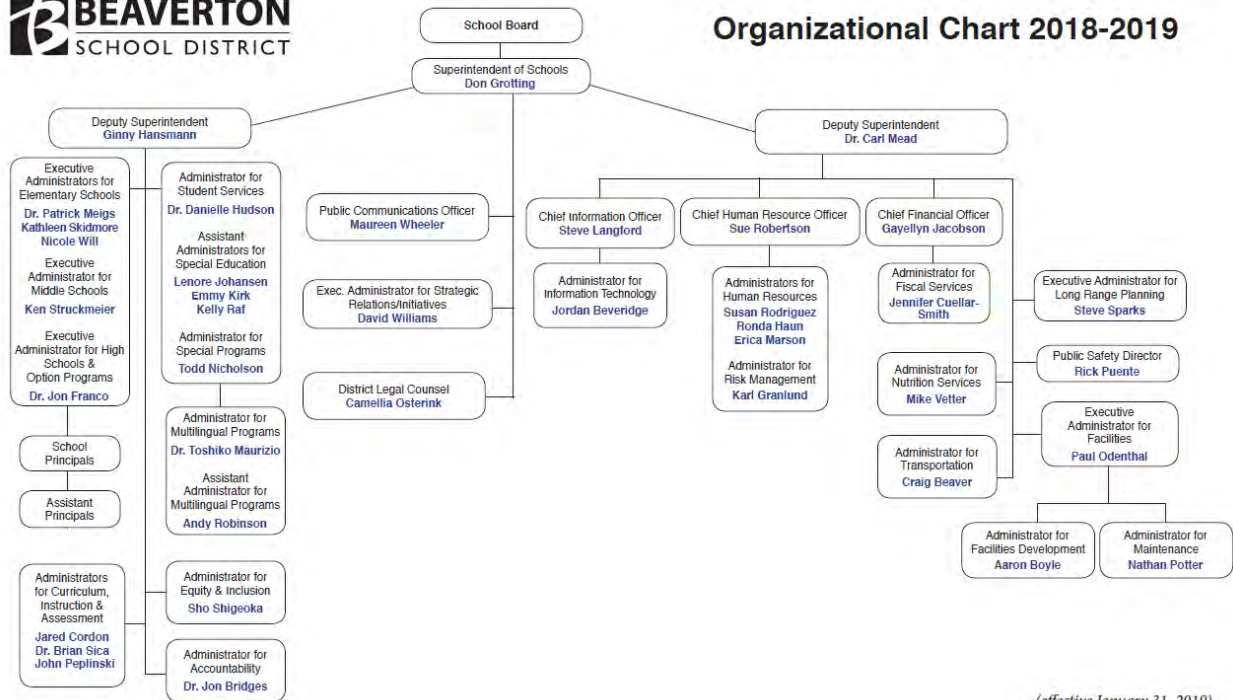 BEAVERTON
SCHOOL DISTRICT
Organizational Chart 2018-2019
School Board
Superintendent of Schools
Don Grotting
Deputy Superintendent
Ginny Hansmann
Deputy Superintendent
Dr. Carl Mead
Executive
Administrators for
Elementary Schools
Dr. Patrick Meigs
Kathleen Skidmore
Nicole Will
Executive
Administrator for
Middle Schools
Ken Struckmeier
Executive
Administrator for High
Schools &
Option Programs
Dr. Jon Franco
School
Principals
Assistant
Principals
Administrators
for Curriculum,
Instruction &
Assessment
Jared Cordon
Dr. Brian Sica
John Peplinski
Administrator for
Student Services
Dr. Danielle Hudson
Assistant
Administrators for
Special Education
Lenore Johansen
Emmy Kirk
Kelly Raf
Administrator for
Special Programs
Todd Nicholson
Administrator for
Multilingual Programs
Dr. Toshiko Maurizio
Assistant
Administrator for
Multilingual Programs
Andy Robinson
Administrator for
Equity & Inclusion
Sho Shigeoka
Administrator for
Accountability
Dr. Jon Bridges
Public Communications Officer
Maureen Wheeler
Exec. Administrator for Strategic
Relations/Initiatives
David Williams
District Legal Counsel
Camellia Osterink
Chief Information Officer
Steve Langford
Administrator for
Information Technology
Jordan Beveridge
Chief Human Resource Officer
Sue Robertson
Administrators for
Human Resources
Susan Rodriguez
Ronda Haun
Erica Marson
Administrator for
Risk Management
Karl Granlund
Chief Financial Officer
Gayellyn Jacobson
Administrator for
Fiscal Services
Jennifer Cuellar-
Smith
Administrator for
Nutrition Services
Mike Vetter
Administrator for
Transportation
Craig Beaver
Executive Administrator for
Long Range Planning
Steve Sparks
Public Safety Director
Rick Puente
Executive
Administrator for
Facilities
Paul Odenthal
Administrator for
Facilities Development
Aaron Boyle
Administrator for
Maintenance
Nathan Potter
(effective January 31, 2019)